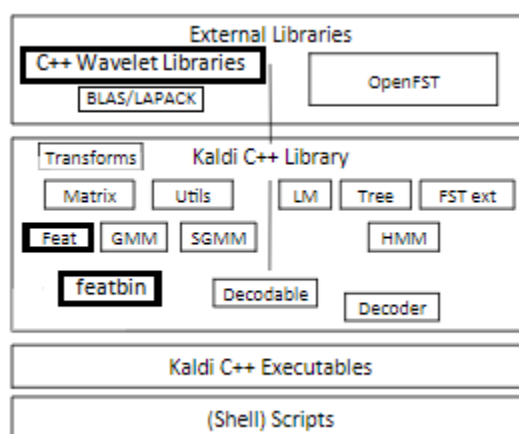 External Libraries
C++ Wavelet Libraries
OpenFST
BLAS/LAPACK
Transforms
Kaldi C++ Library
Matrix
Utils
LM
Tree
FST ext
Feat
GMM
SGMM
HMM
featbin
Decodable
Decoder
Kaldi C++ Executables
(Shell) Scripts